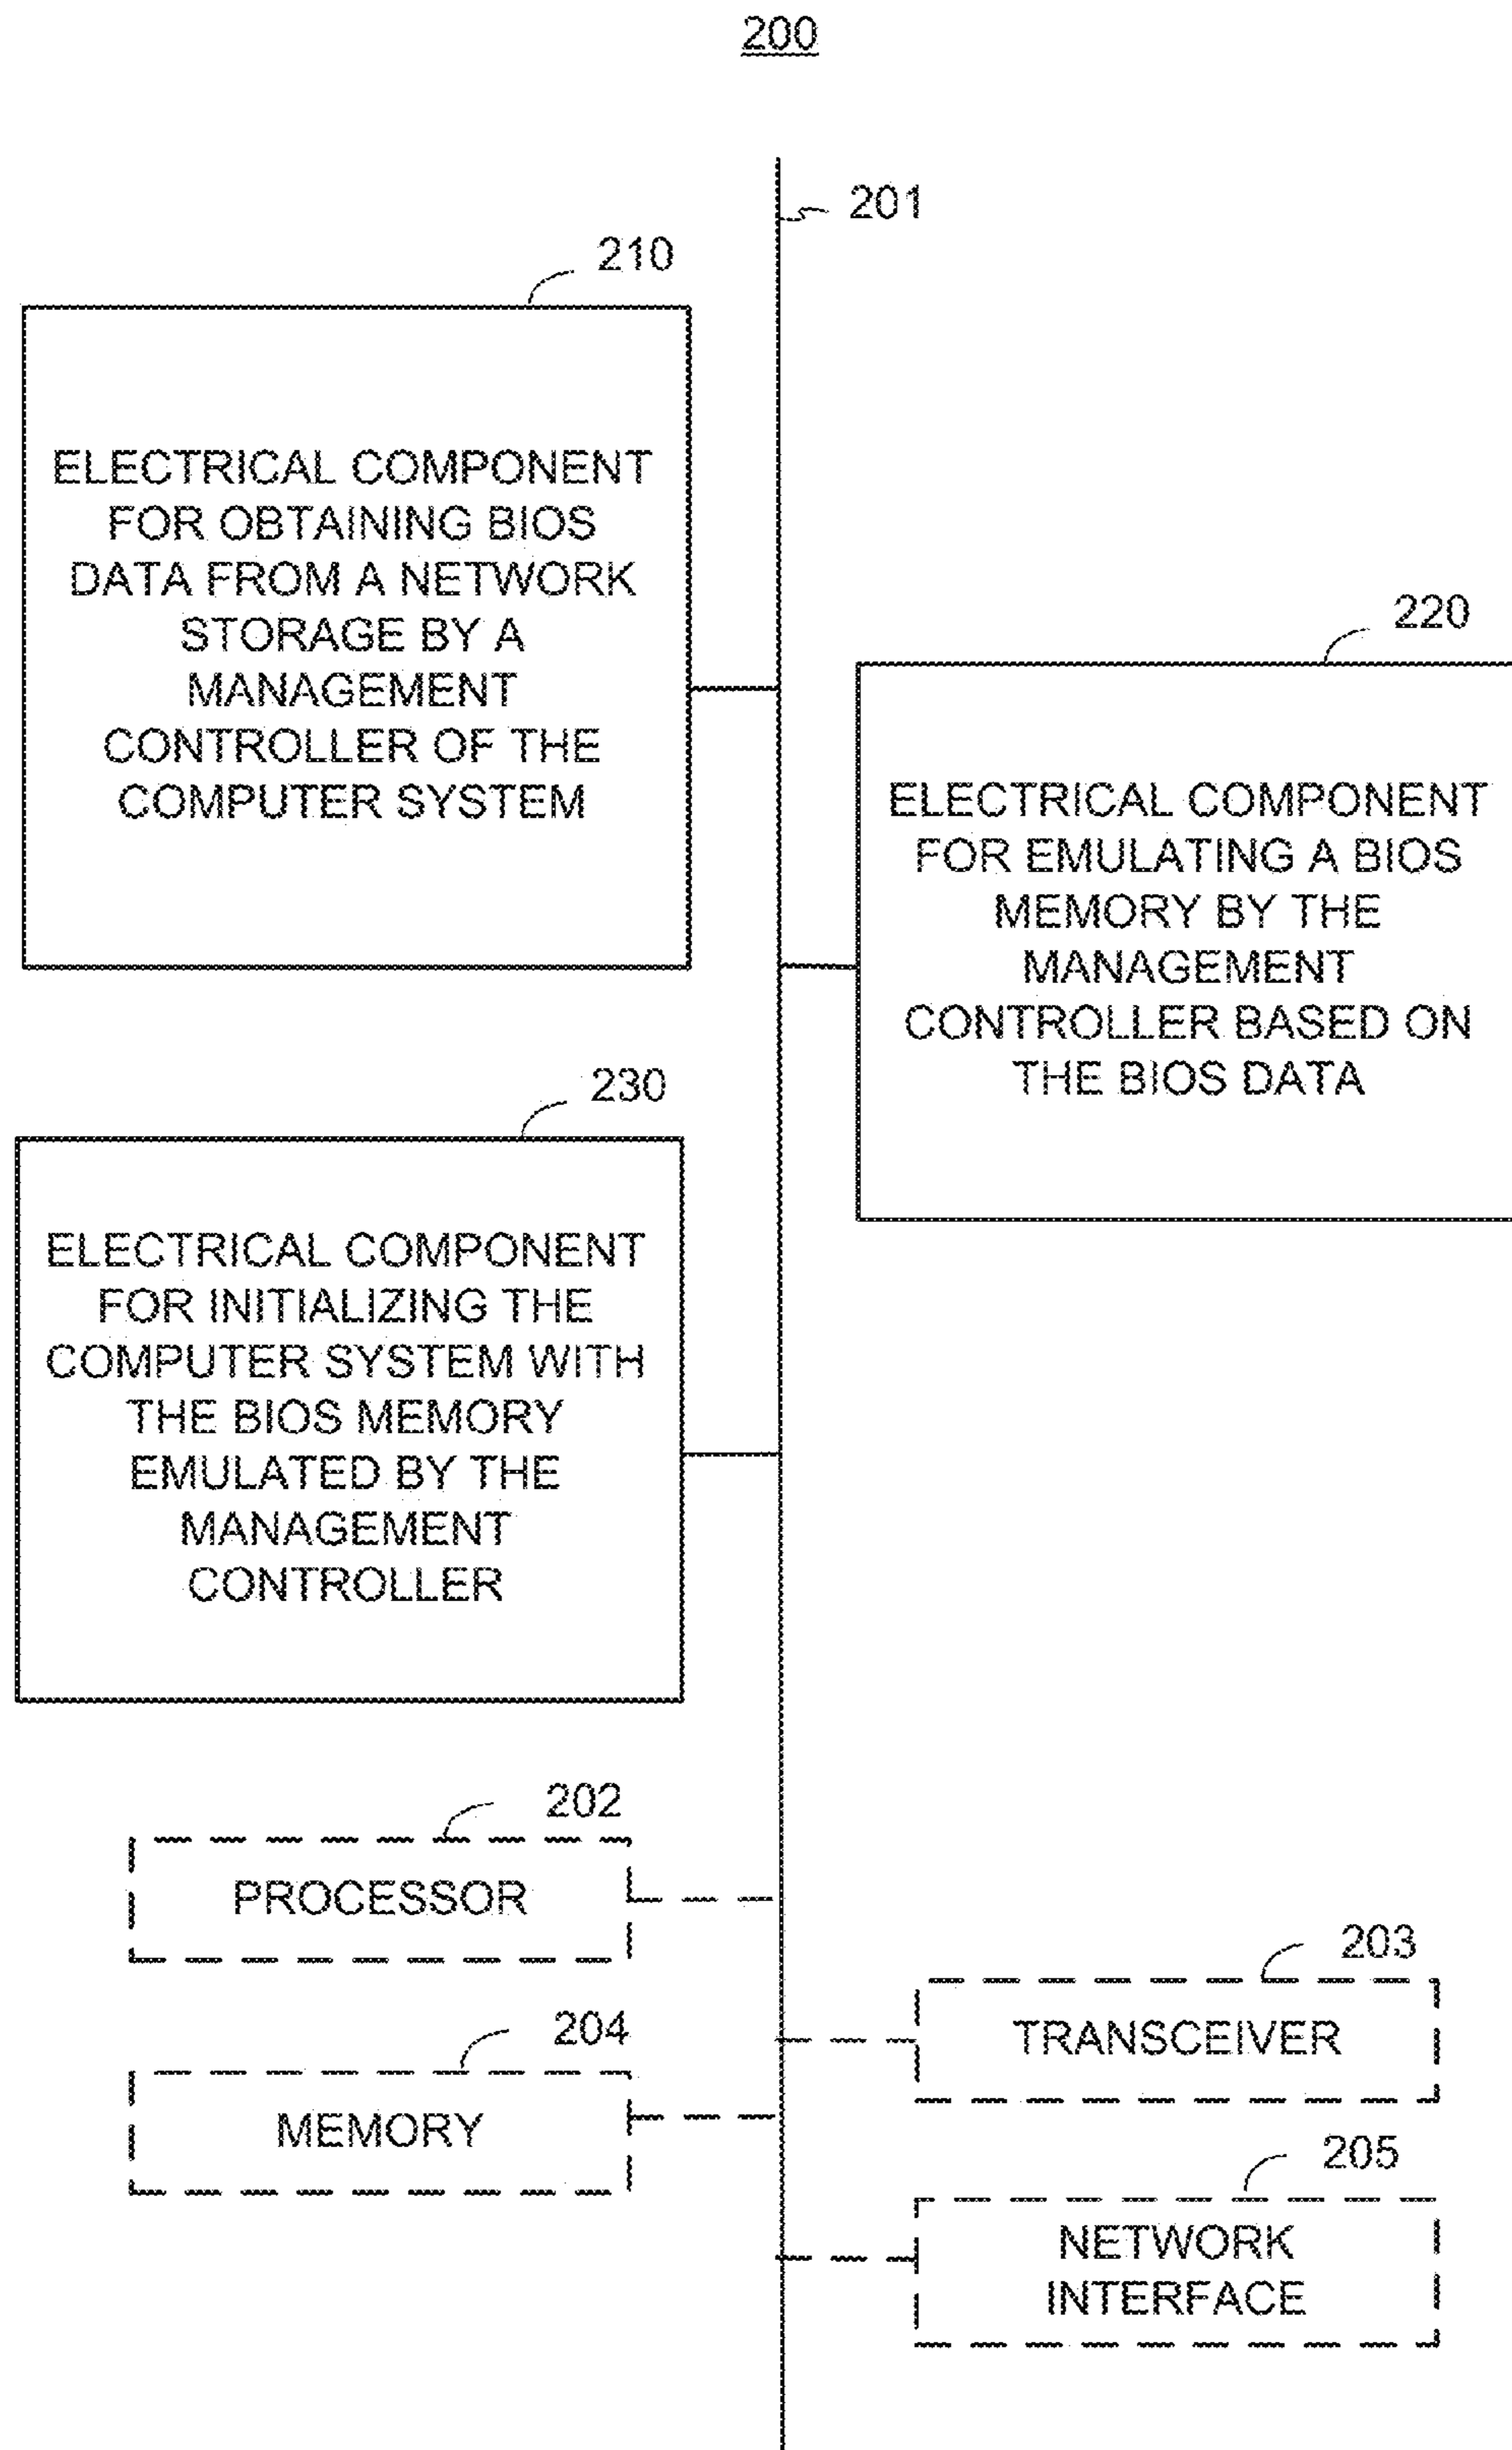 200
201
210
ELECTRICAL COMPONENT
FOR OBTAINING BIOS
DATA FROM A NETWORK
STORAGE BY A
MANAGEMENT
CONTROLLER OF THE
COMPUTER SYSTEM
220
ELECTRICAL COMPONENT
FOR EMULATING A BIOS
MEMORY BY THE
MANAGEMENT
CONTROLLER BASED ON
THE BIOS DATA
230
ELECTRICAL COMPONENT
FOR INITIALIZING THE
COMPUTER SYSTEM WITH
THE BIOS MEMORY
EMULATED BY THE
MANAGEMENT
CONTROLLER
202
PROCESSOR
203
TRANSCEIVER
204
MEMORY
205
NETWORK
INTERFACE